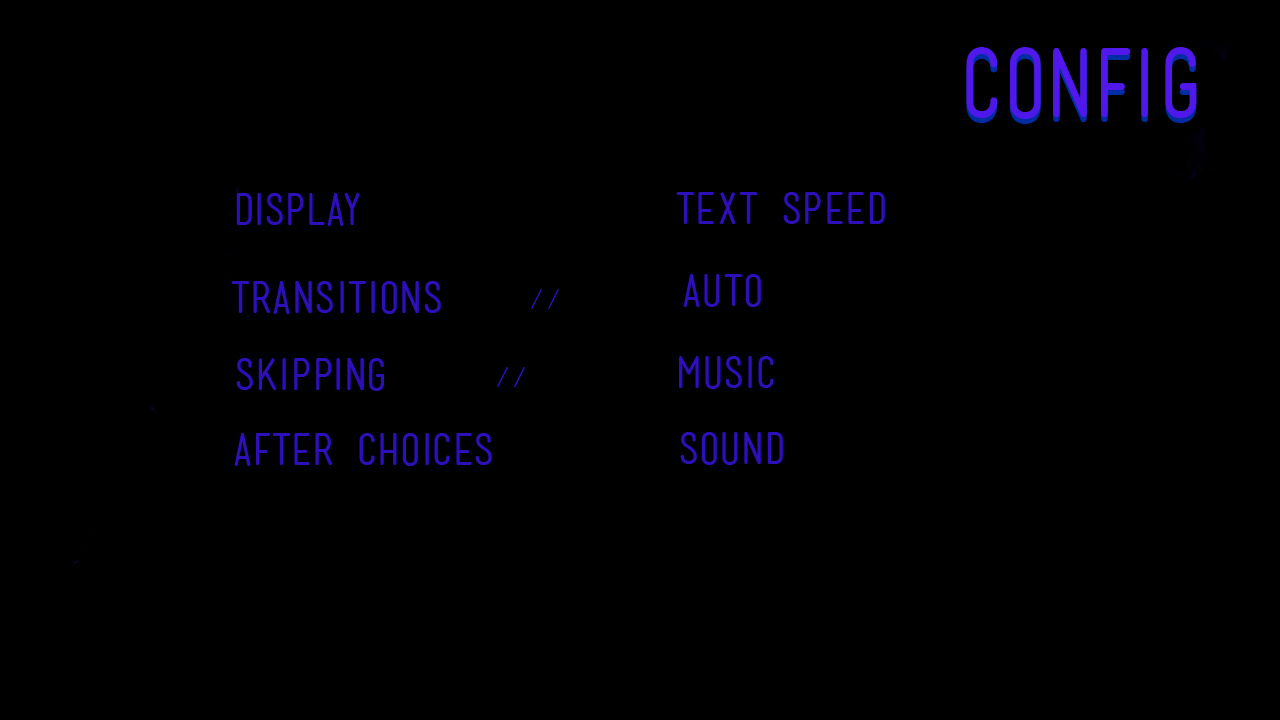 CONFIG
DISPLAY
TRANSITIONS //
SKIPPING //
AFTER CHOICES
TEXT SPEED
AUTO
MUSIC
SOUND